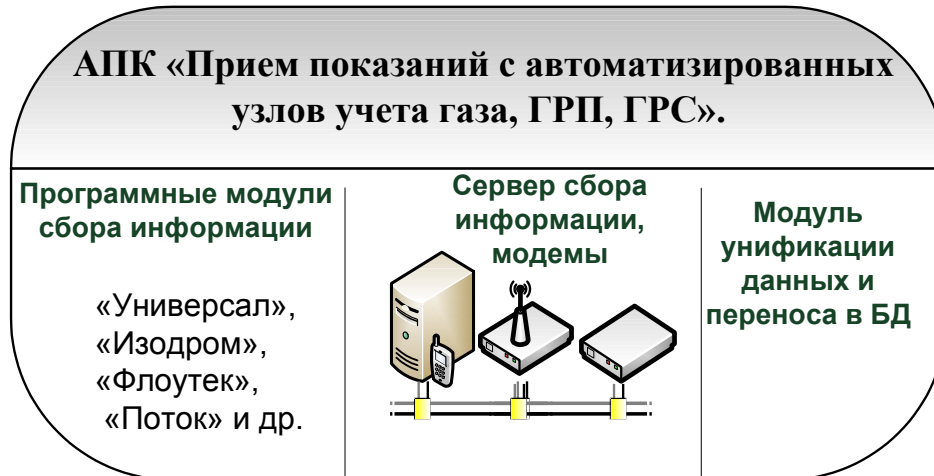 АПК «Прием показаний с автоматизированных
узлов учета газа, ГРП, ГРС».
Программные модули
сбора информации
«Универсал»,
«Изодром»,
«Флоутек»,
«Поток» и др.
Сервер сбора
информации,
модемы
Модуль
унификации
данных и
переноса в БД